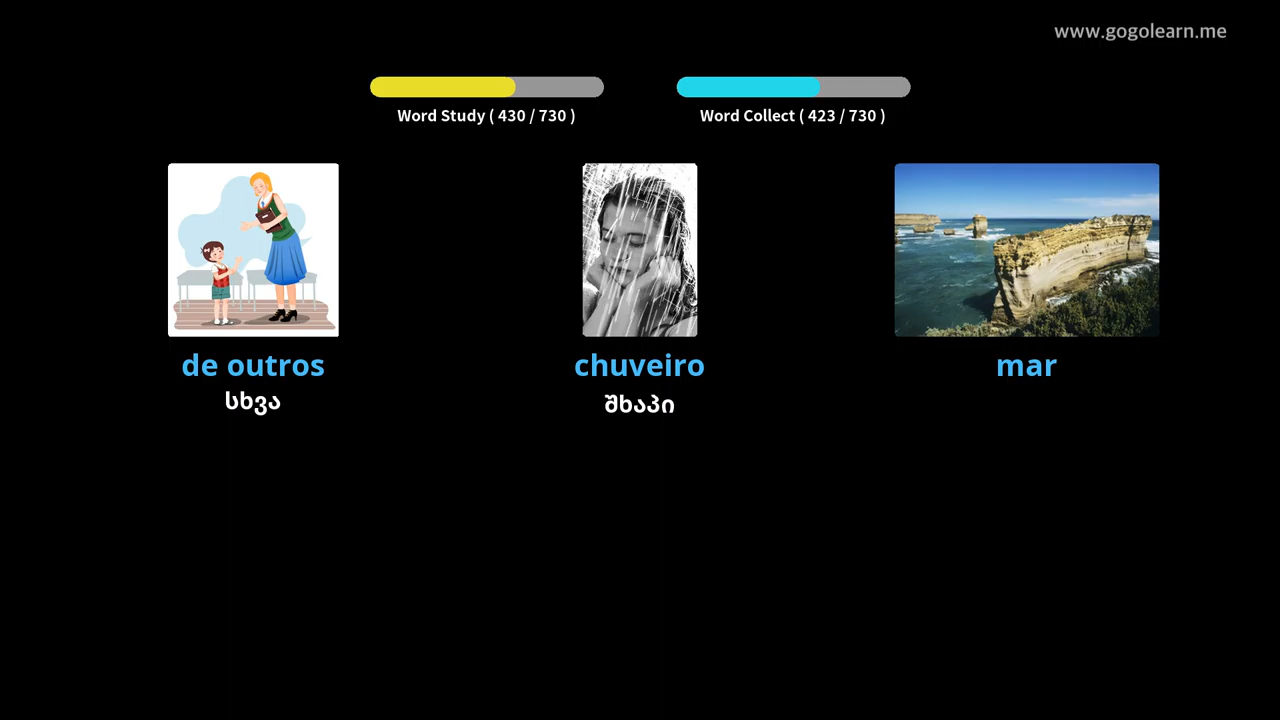 www.gogolearn.me
Word Study ( 430 / 730 )
Word Collect ( 423 / 730 )
de outros
chuveiro
mar
სხვა
შხაპი